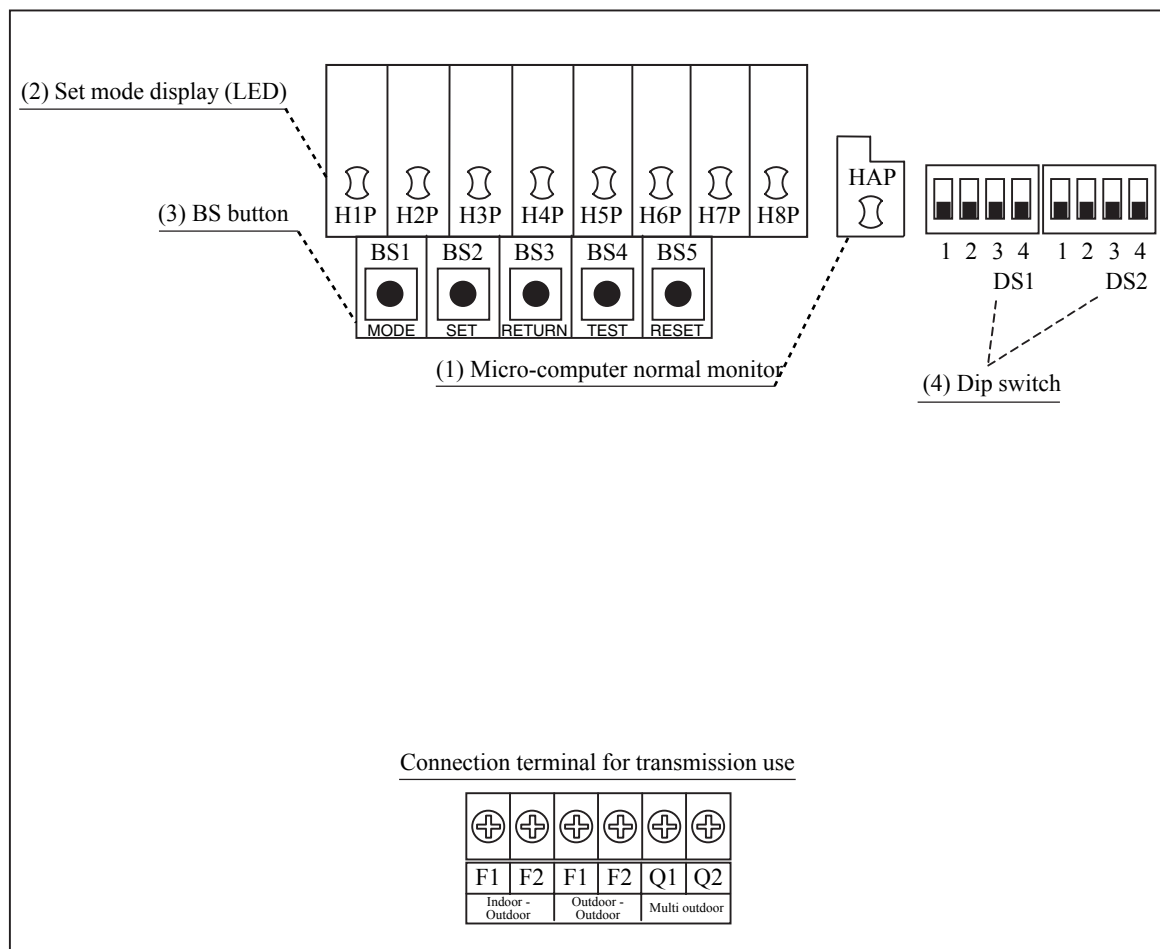 (2) Set mode display (LED)
H1P H2P H3P H4P H5P H6P H7P H8P
HAP
(3) BS button
BS1 BS2 BS3 BS4 BS5
MODE SET RETURN TEST RESET
1 2 3 4 1 2 3 4
DS1 DS2
(1) Micro-computer normal monitor
(4) Dip switch
Connection terminal for transmission use
F1 F2 F1 F2 Q1 Q2
Indoor -
Outdoor
Outdoor -
Outdoor
Multi outdoor